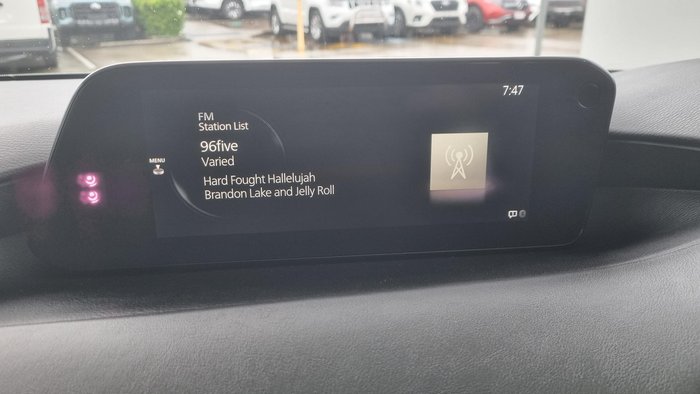 7:47
FM
Station List
96five
Varied
MENU
Hard Fought Hallelujah
Brandon Lake and Jelly Roll